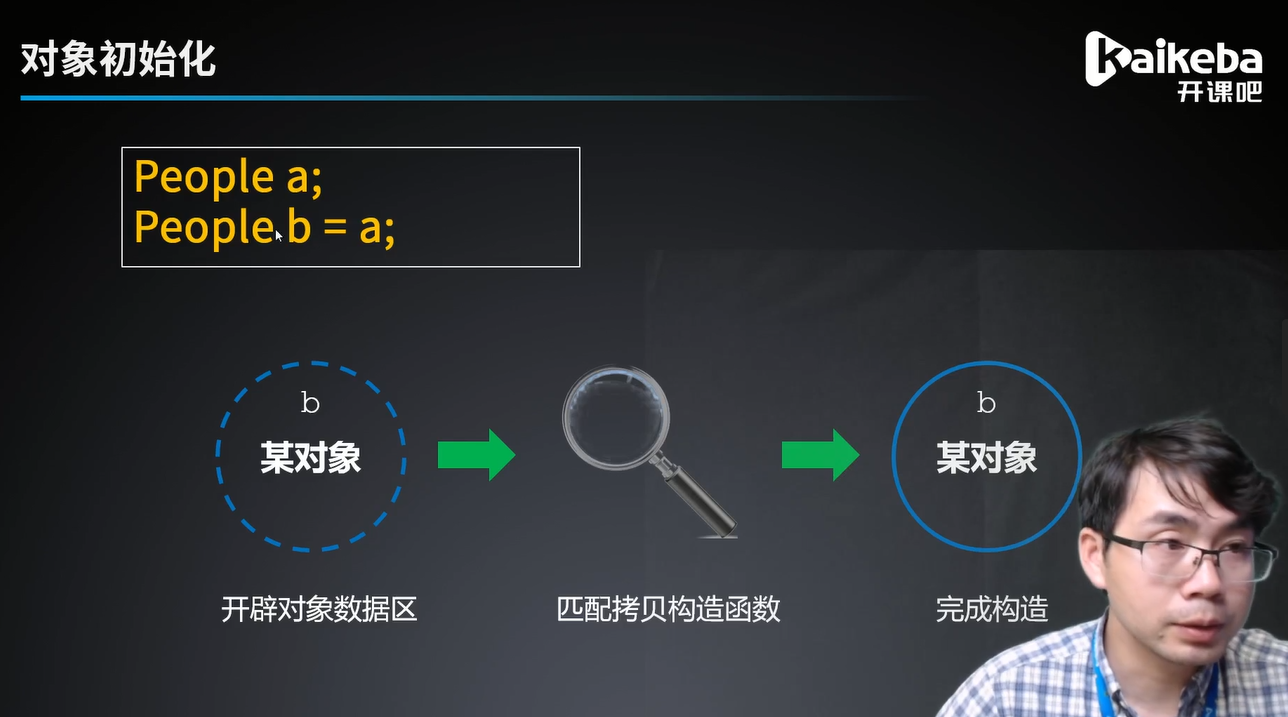 对象初始化
Kaikeba
开课吧
People a;
People b = a;
b
某对象
b
某对象
开辟对象数据区
匹配拷贝构造函数
完成构造